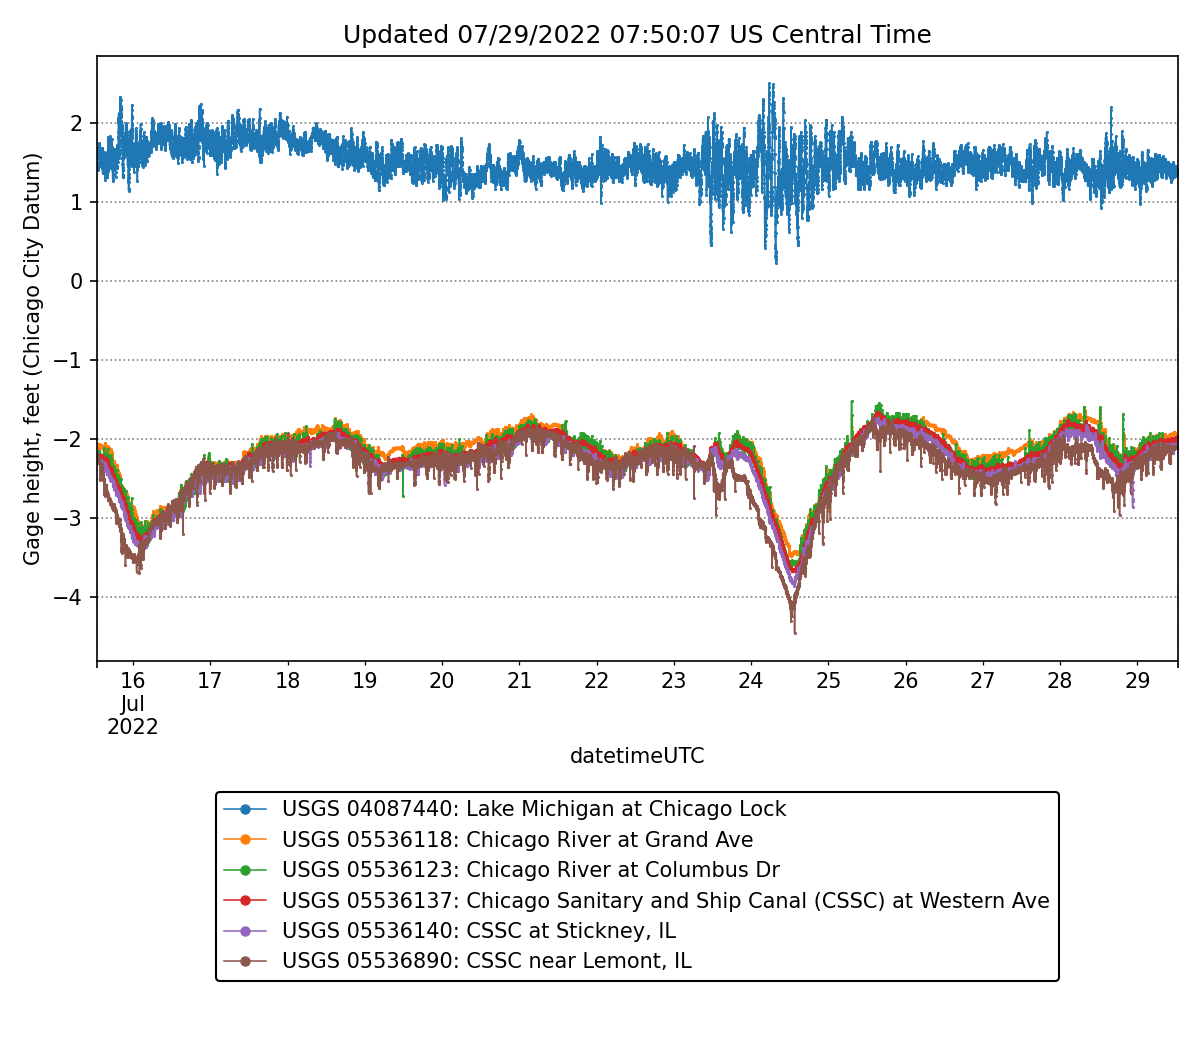 Updated 07/29/2022 07:50:07 US Central Time
Gage height, feet (Chicago City Datum)
2
1
0
−1
−2
−3
−4
16 17 18 19 20 21 22 23 24 25 26 27 28 29
Jul
2022
datetimeUTC
USGS 04087440: Lake Michigan at Chicago Lock
USGS 05536118: Chicago River at Grand Ave
USGS 05536123: Chicago River at Columbus Dr
USGS 05536137: Chicago Sanitary and Ship Canal (CSSC) at Western Ave
USGS 05536140: CSSC at Stickney, IL
USGS 05536890: CSSC near Lemont, IL